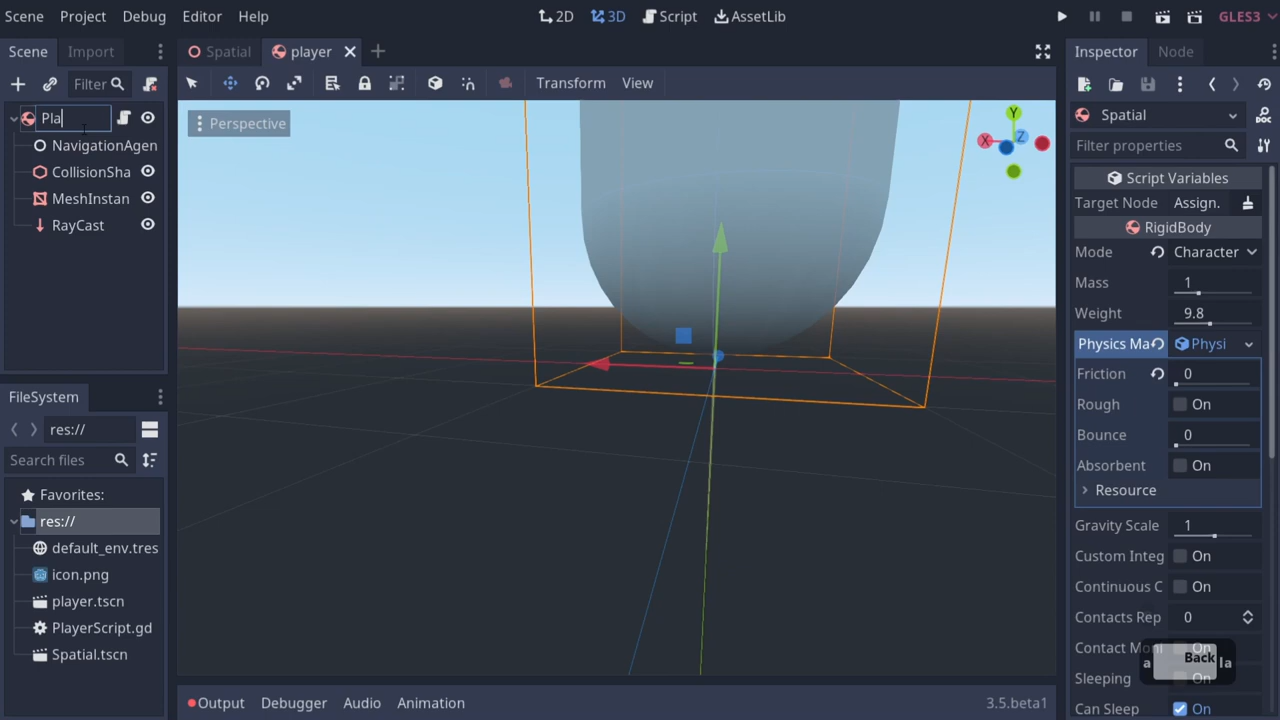 Scene Project Debug Editor Help 2D 3D Script AssetLib GLES3
Scene Import Spatial player Inspector Node
Filter Transform View
Pla Perspective Y X Z Spatial
NavigationAgen Filter properties
CollisionSha Script Variables
MeshInstan Target Node Assign.
RayCast RigidBody
Mode Character
Mass 1
Weight 9.8
Physics Ma Physi
Friction 0
FileSystem Rough On
res:// Bounce 0
Search files Absorbent On
Favorites: Resource
res:// Gravity Scale 1
default_env.tres Custom Integ On
icon.png Continuous C On
player.tscn Contacts Rep 0
PlayerScript.gd Contact Moni On
Spatial.tscn a Back la
Sleeping On
Output Debugger Audio Animation 3.5.beta1 Can Sleep On